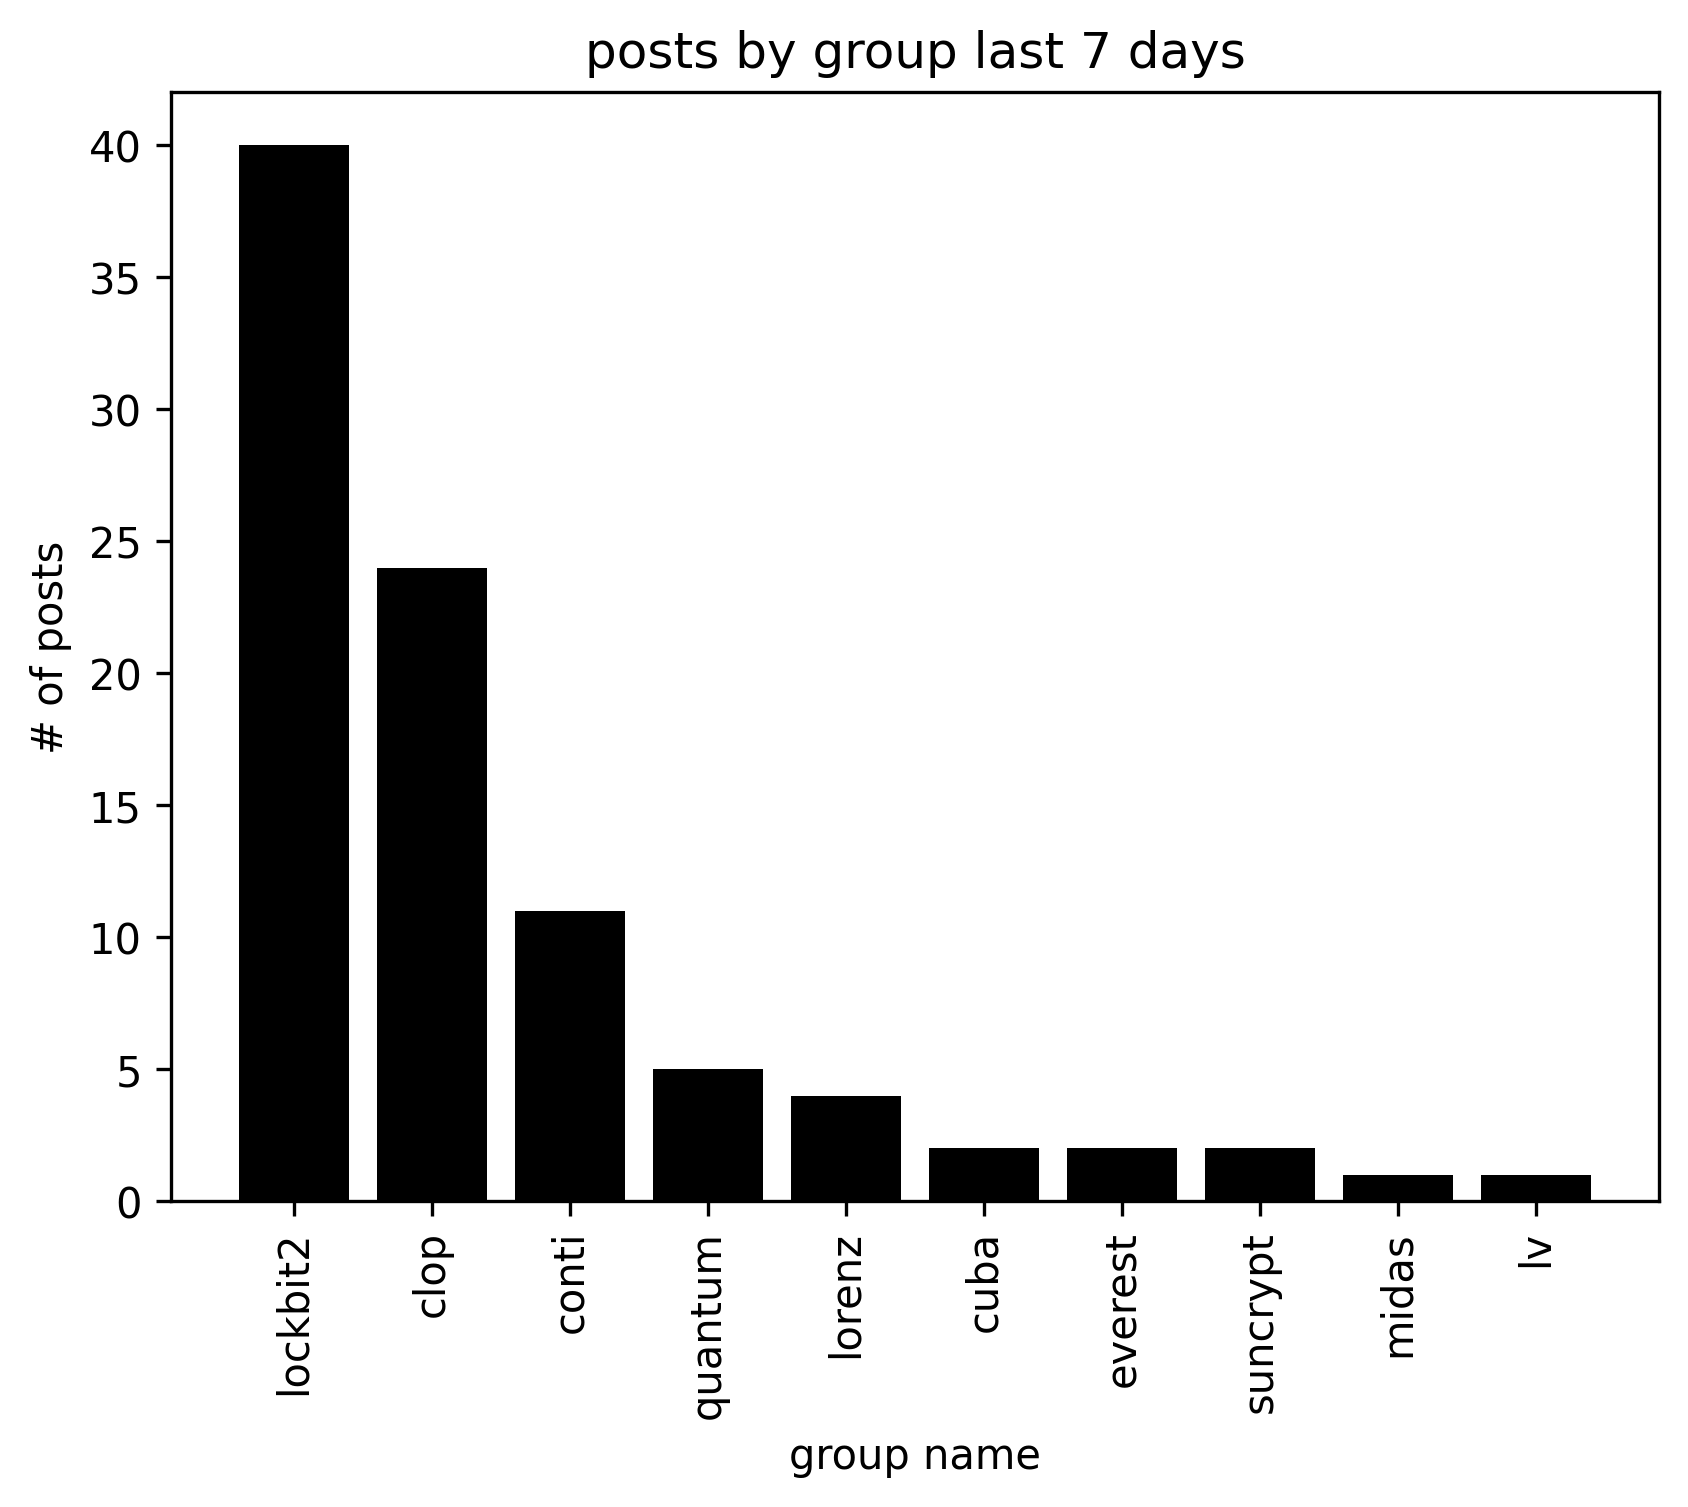 posts by group last 7 days
40
35
30
25
20
15
10
5
0
# of posts
lockbit2
clop
conti
quantum
lorenz
cuba
everest
suncrypt
midas
lv
group name